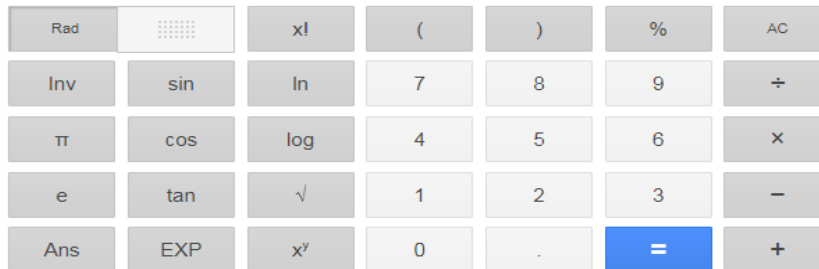 Rad x! ( ) % AC
Inv sin ln 7 8 9 ÷
π cos log 4 5 6 ×
e tan √ 1 2 3 −
Ans EXP xʸ 0 . = +